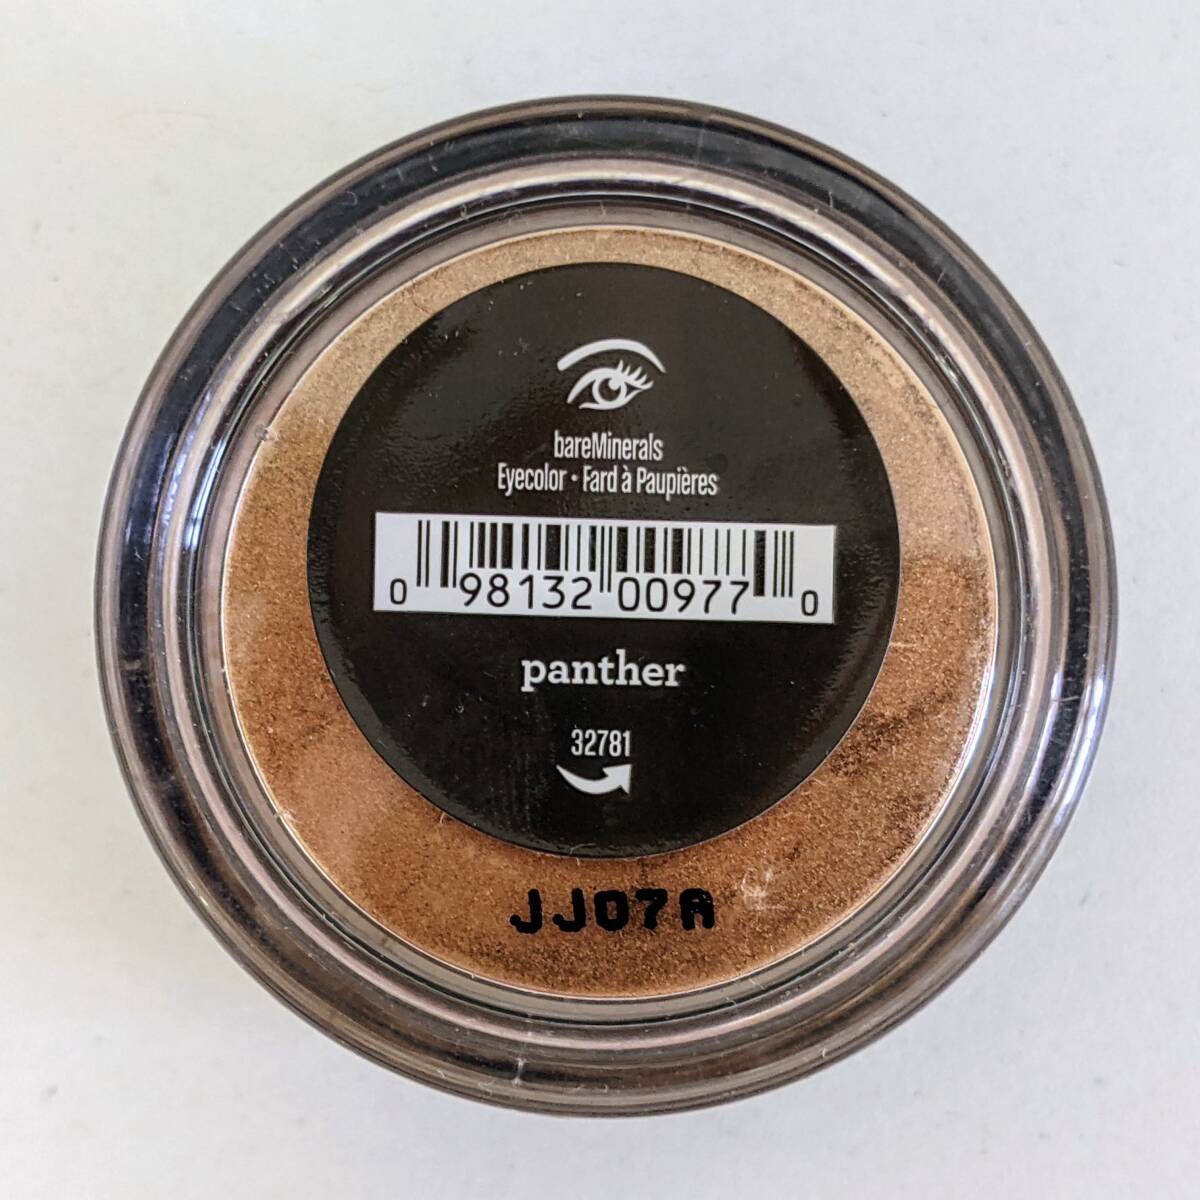 bareMinerals
Eyecolor • Fard à Paupières
0 98132 00977 0
panther
32781
JJ07A